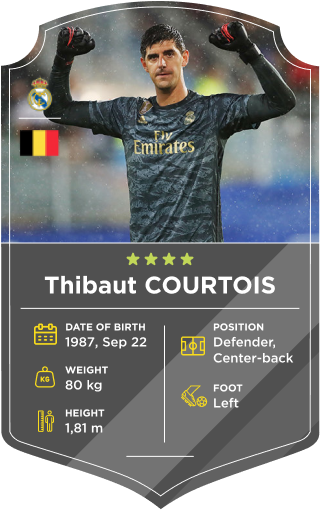 Fly
Emirates
Thibaut COURTOIS
DATE OF BIRTH
1987, Sep 22
WEIGHT
KG
80 kg
HEIGHT
1,81 m
POSITION
Defender,
Center-back
FOOT
Left